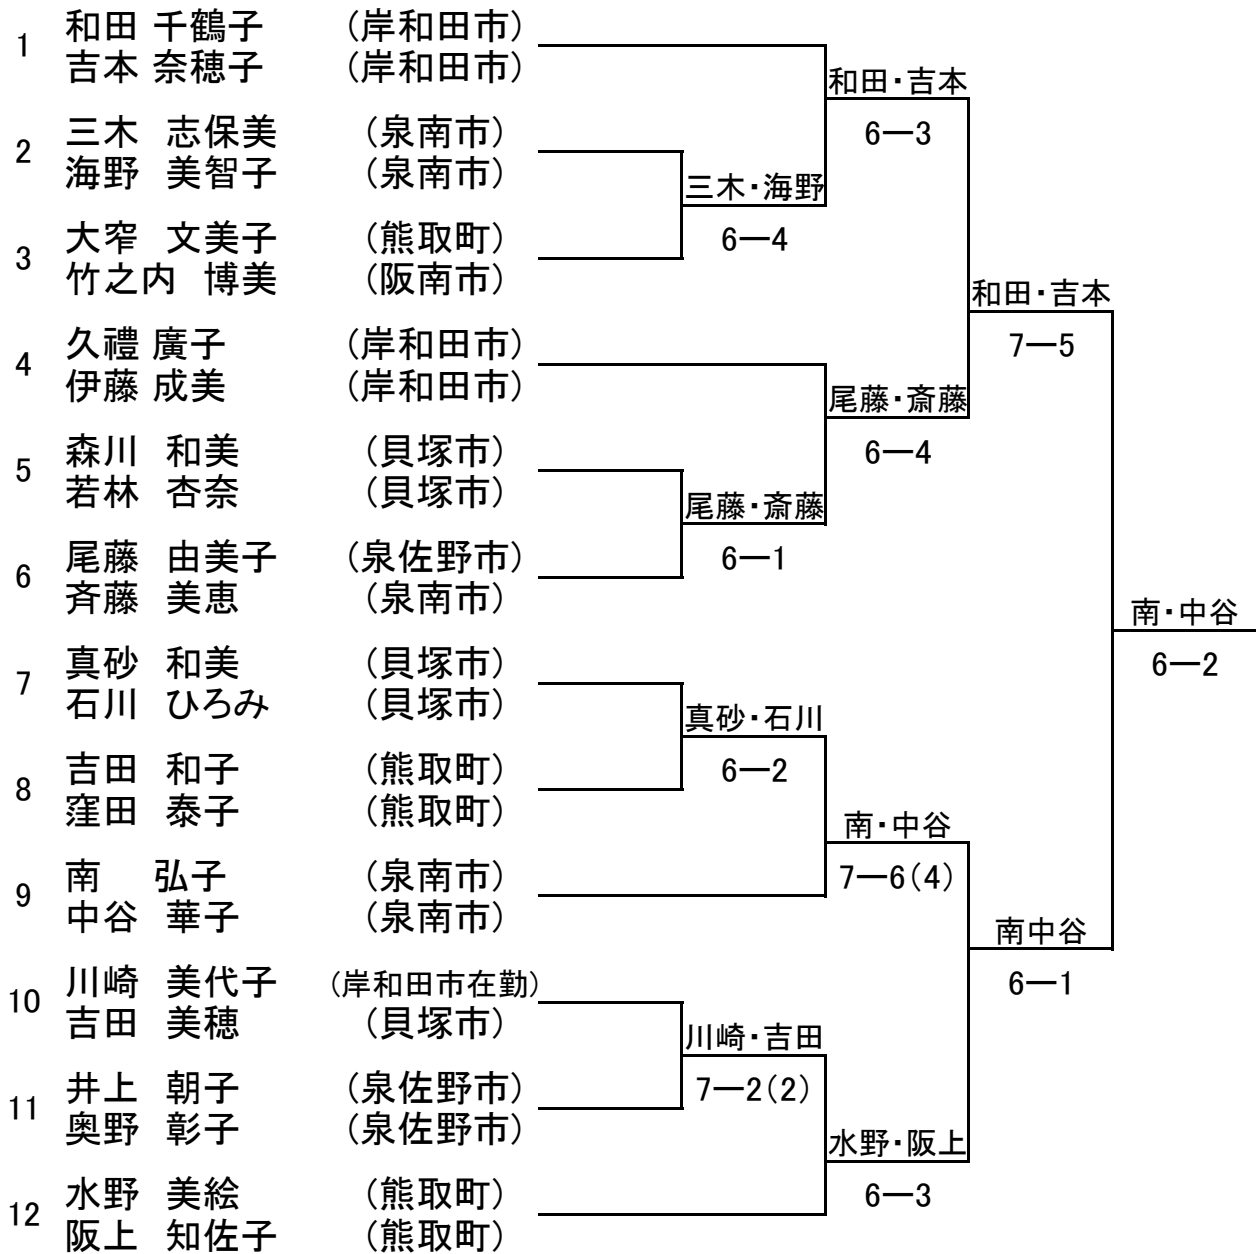 1 和田 千鶴子 (岸和田市)
吉本 奈穂子 (岸和田市)
和田・吉本
6―3
2 三木 志保美 (泉南市)
海野 美智子 (泉南市)
三木・海野
6―4
3 大窄 文美子 (熊取町)
竹之内 博美 (阪南市)
和田・吉本
7―5
4 久禮 廣子 (岸和田市)
伊藤 成美 (岸和田市)
尾藤・斎藤
6―4
5 森川 和美 (貝塚市)
若林 杏奈 (貝塚市)
尾藤・斎藤
6―1
6 尾藤 由美子 (泉佐野市)
斉藤 美恵 (泉南市)
南・中谷
6―2
7 真砂 和美 (貝塚市)
石川 ひろみ (貝塚市)
真砂・石川
6―2
8 吉田 和子 (熊取町)
窪田 泰子 (熊取町)
南・中谷
7―6(4)
9 南 弘子 (泉南市)
中谷 華子 (泉南市)
南中谷
6―1
10 川崎 美代子 (岸和田市在勤)
吉田 美穂 (貝塚市)
川崎・吉田
7―2(2)
11 井上 朝子 (泉佐野市)
奥野 彰子 (泉佐野市)
水野・阪上
6―3
12 水野 美絵 (熊取町)
阪上 知佐子 (熊取町)